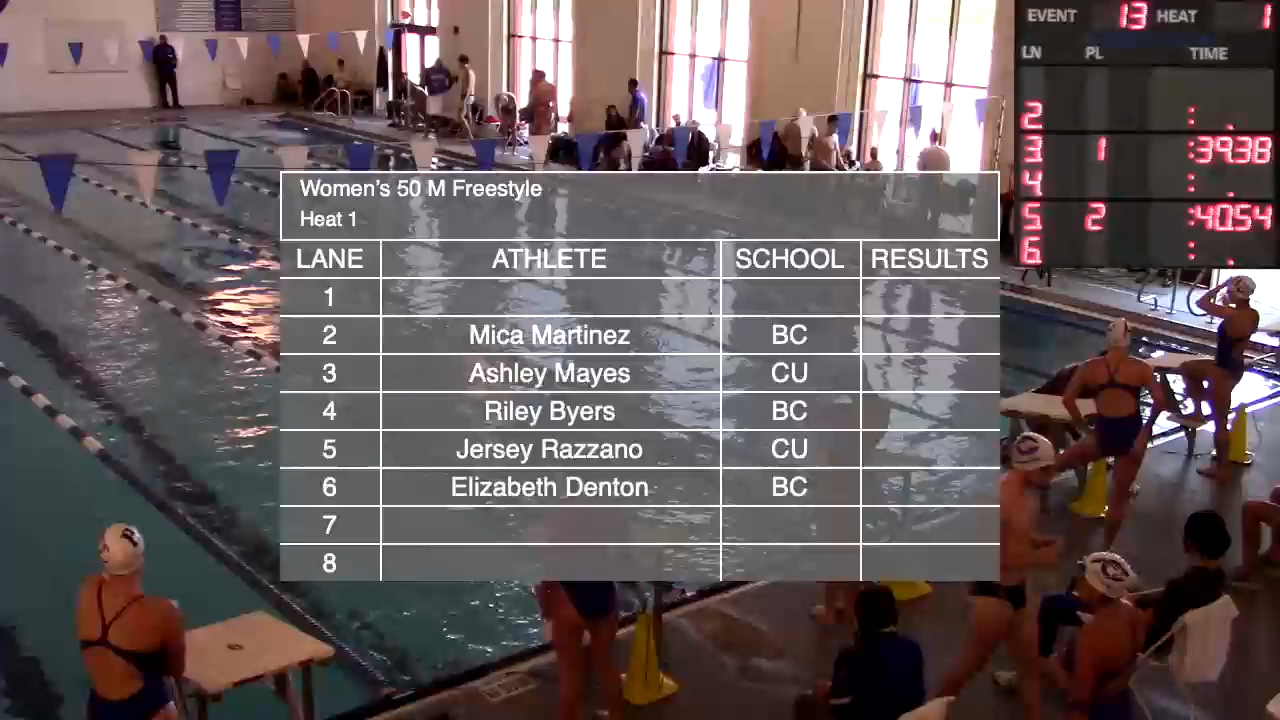 EVENT 13 HEAT 1
LN PL TIME
2 : .
3 1 :39.38
4 : .
5 2 :40.54
6 : .
Women's 50 M Freestyle
Heat 1
LANE ATHLETE SCHOOL RESULTS
1
2 Mica Martinez BC
3 Ashley Mayes CU
4 Riley Byers BC
5 Jersey Razzano CU
6 Elizabeth Denton BC
7
8